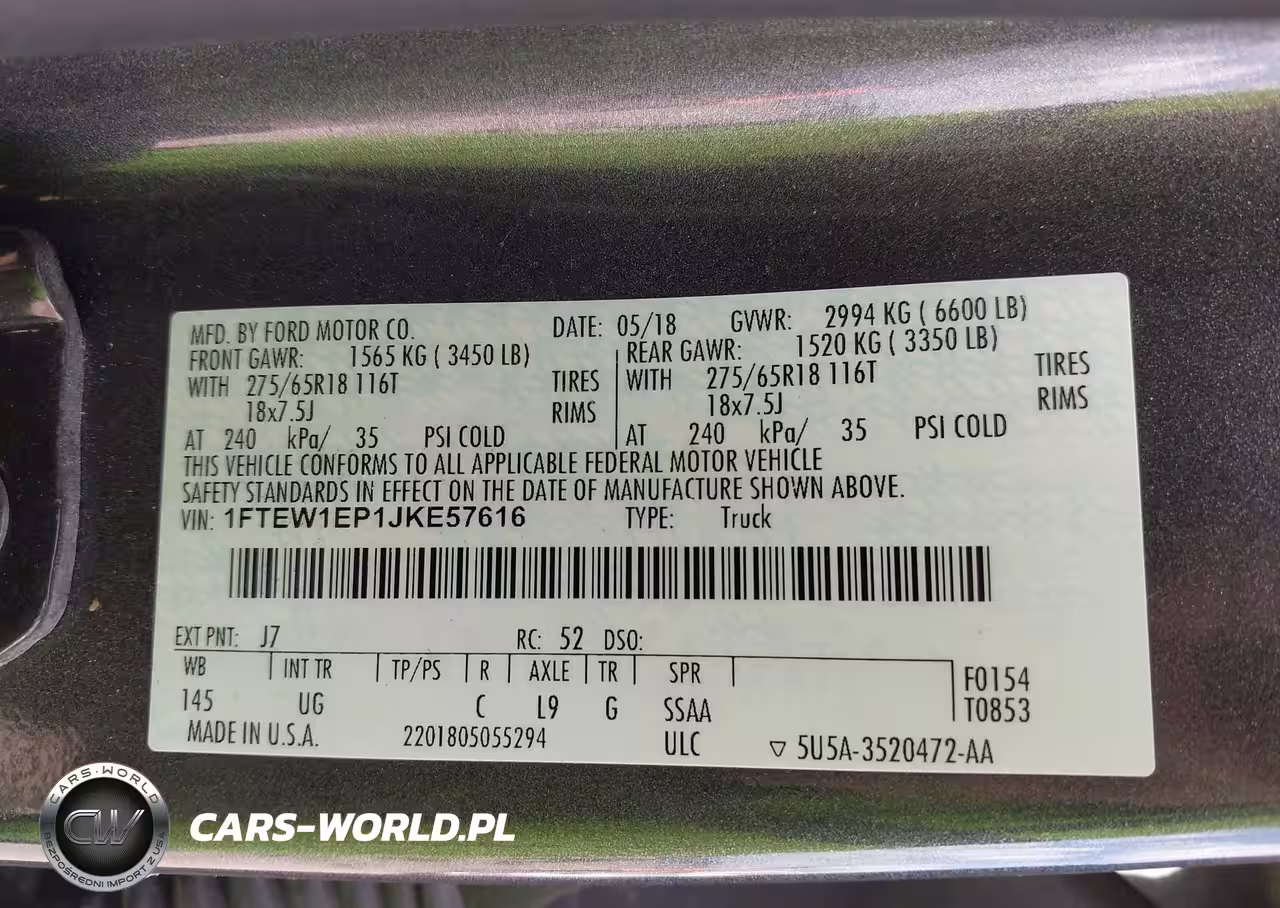 MFD. BY FORD MOTOR CO. DATE: 05/18 GVWR: 2994 KG ( 6600 LB)
FRONT GAWR: 1565 KG ( 3450 LB) REAR GAWR: 1520 KG ( 3350 LB)
WITH 275/65R18 116T TIRES WITH 275/65R18 116T TIRES
18x7.5J RIMS 18x7.5J RIMS
AT 240 kPa/ 35 PSI COLD AT 240 kPa/ 35 PSI COLD
THIS VEHICLE CONFORMS TO ALL APPLICABLE FEDERAL MOTOR VEHICLE
SAFETY STANDARDS IN EFFECT ON THE DATE OF MANUFACTURE SHOWN ABOVE.
VIN: 1FTEW1EP1JKE57616 TYPE: Truck
EXT PNT: J7 RC: 52 DSO:
WB INT TR TP/PS R AXLE TR SPR F0154
145 UG C L9 G SSAA T0853
MADE IN U.S.A. 2201805055294 ULC ▽ 5U5A-3520472-AA
CARS-WORLD
CW
BEZPOŚREDNI IMPORT Z USA
CARS-WORLD.PL